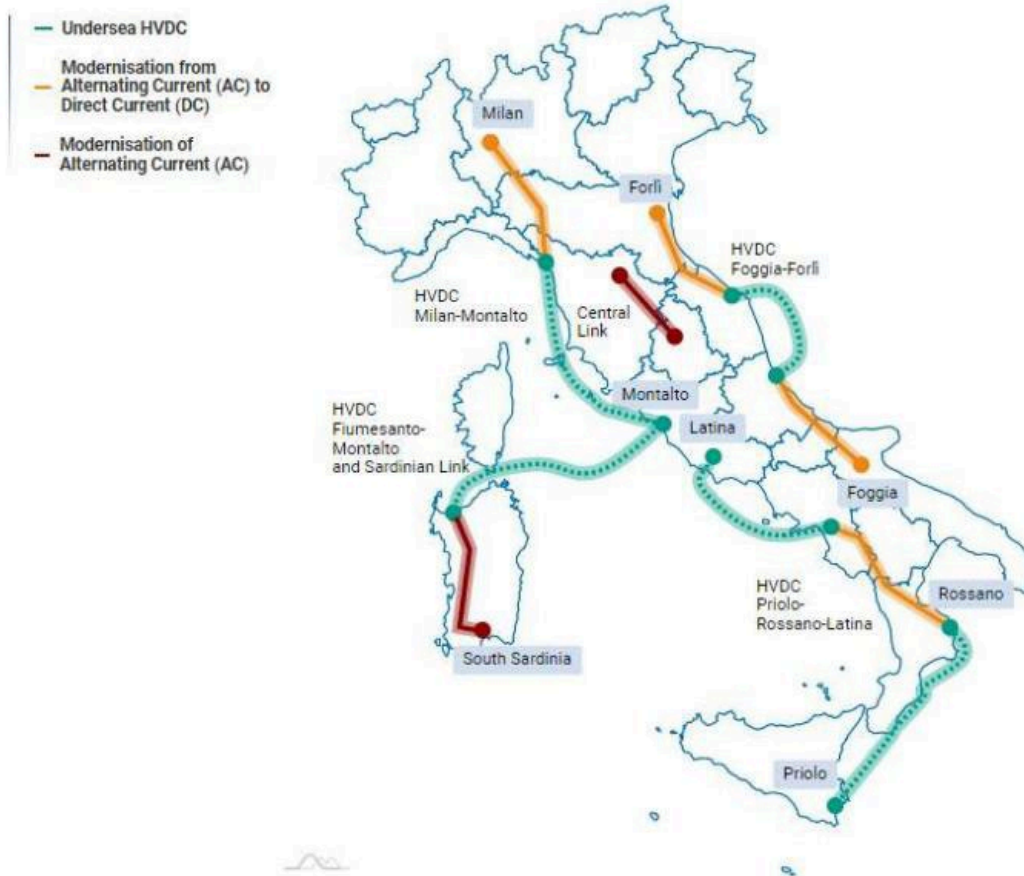 Undersea HVDC
Modernisation from
Alternating Current (AC) to
Direct Current (DC)
Modernisation of
Alternating Current (AC)
Milan
Forlì
HVDC
Foggia-Forlì
HVDC
Milan-Montalto
Central
Link
Montalto
HVDC
Fiumesanto-
Montalto
and Sardinian Link
Latina
Foggia
HVDC
Priolo-
Rossano-Latina
Rossano
South Sardinia
Priolo